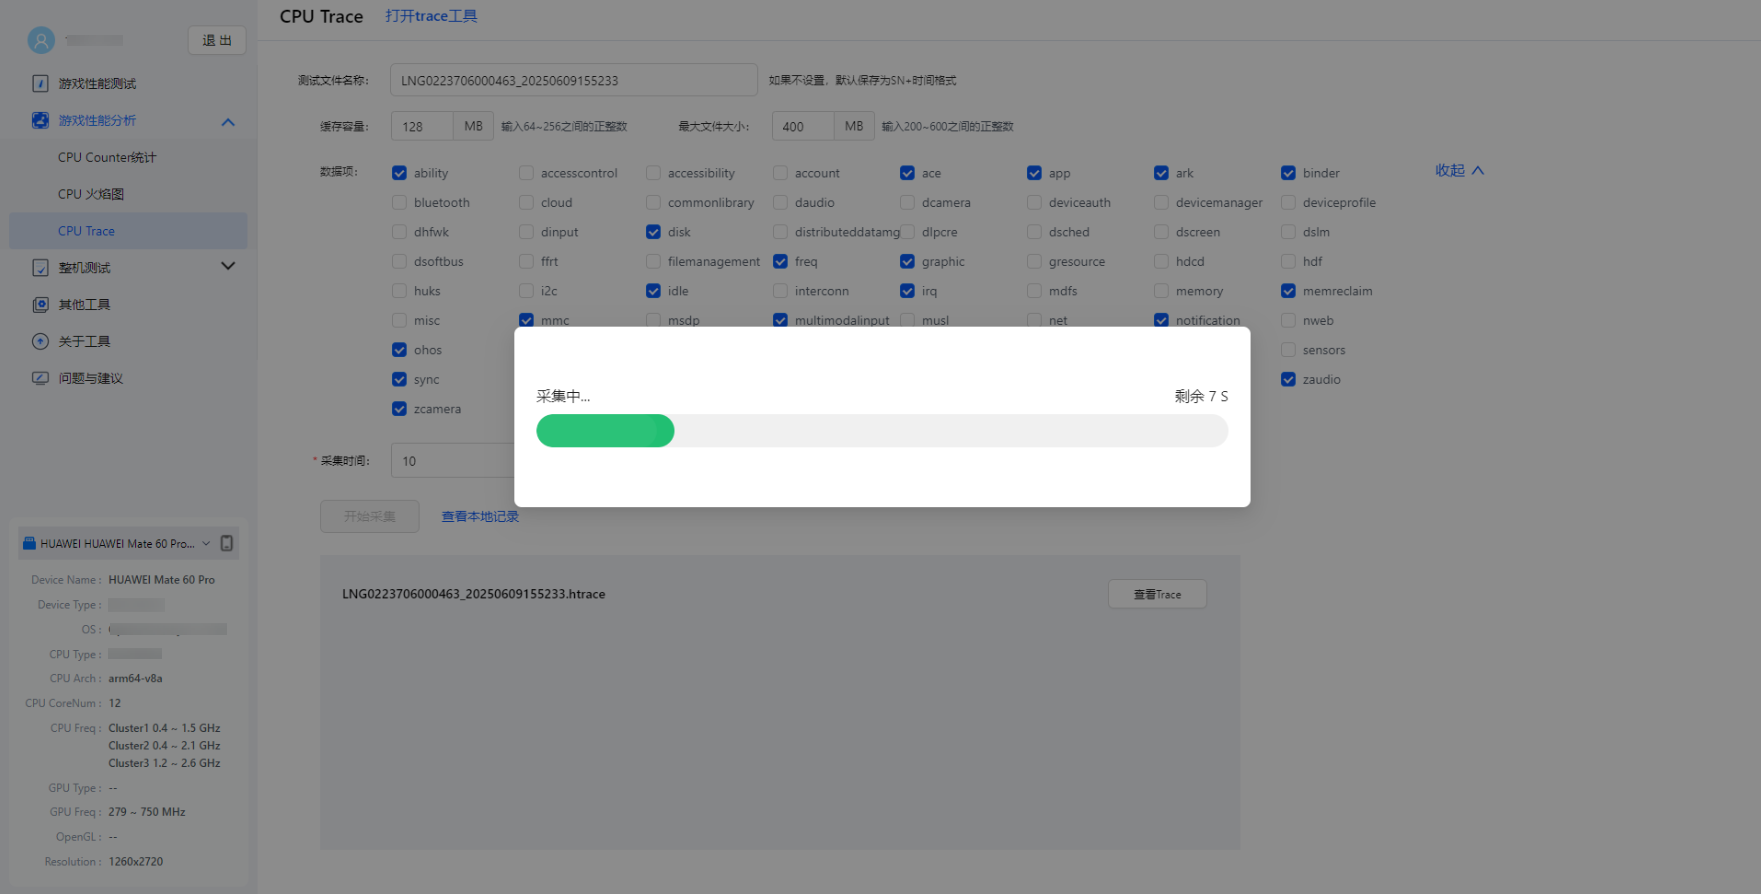 CPU Trace 打开trace工具
退 出
游戏性能测试
游戏性能分析
CPU Counter统计
CPU 火焰图
CPU Trace
整机测试
其他工具
关于工具
问题与建议
测试文件名称: LNG0223706000463_20250609155233 如果不设置，默认保存为SN+时间格式
缓存容量: 128 MB 输入64~256之间的正整数 最大文件大小: 400 MB 输入200~600之间的正整数
数据项: ability accesscontrol accessibility account ace app ark binder 收起
bluetooth cloud commonlibrary daudio dcamera deviceauth devicemanager deviceprofile
dhfwk dinput disk distributeddatamg dlpcre dsched dscreen dslm
dsoftbus ffrt filemanagement freq graphic gresource hdcd hdf
huks i2c idle interconn irq mdfs memory memreclaim
misc mmc msdp multimodalinput musl net notification nweb
ohos sensors
sync zaudio
zcamera
采集中... 剩余 7 S
* 采集时间: 10
开始采集 查看本地记录
LNG0223706000463_20250609155233.htrace 查看Trace
HUAWEI HUAWEI Mate 60 Pro...
Device Name : HUAWEI Mate 60 Pro
Device Type :
OS :
CPU Type :
CPU Arch : arm64-v8a
CPU CoreNum : 12
CPU Freq : Cluster1 0.4 ~ 1.5 GHz
Cluster2 0.4 ~ 2.1 GHz
Cluster3 1.2 ~ 2.6 GHz
GPU Type : --
GPU Freq : 279 ~ 750 MHz
OpenGL : --
Resolution : 1260x2720